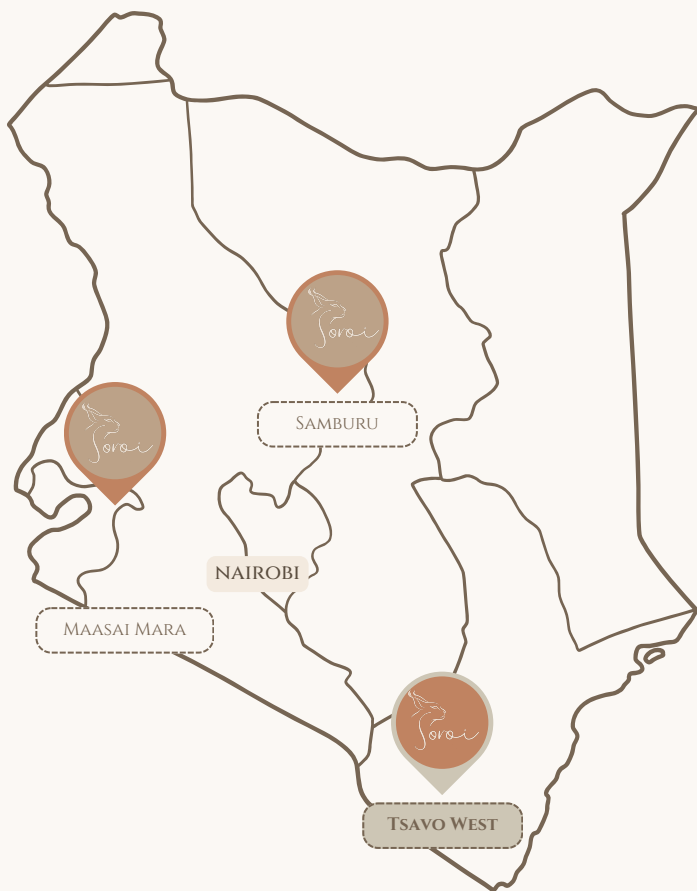 Soroi
SAMBURU
Soroi
NAIROBI
MAASAI MARA
Soroi
TSAVO WEST